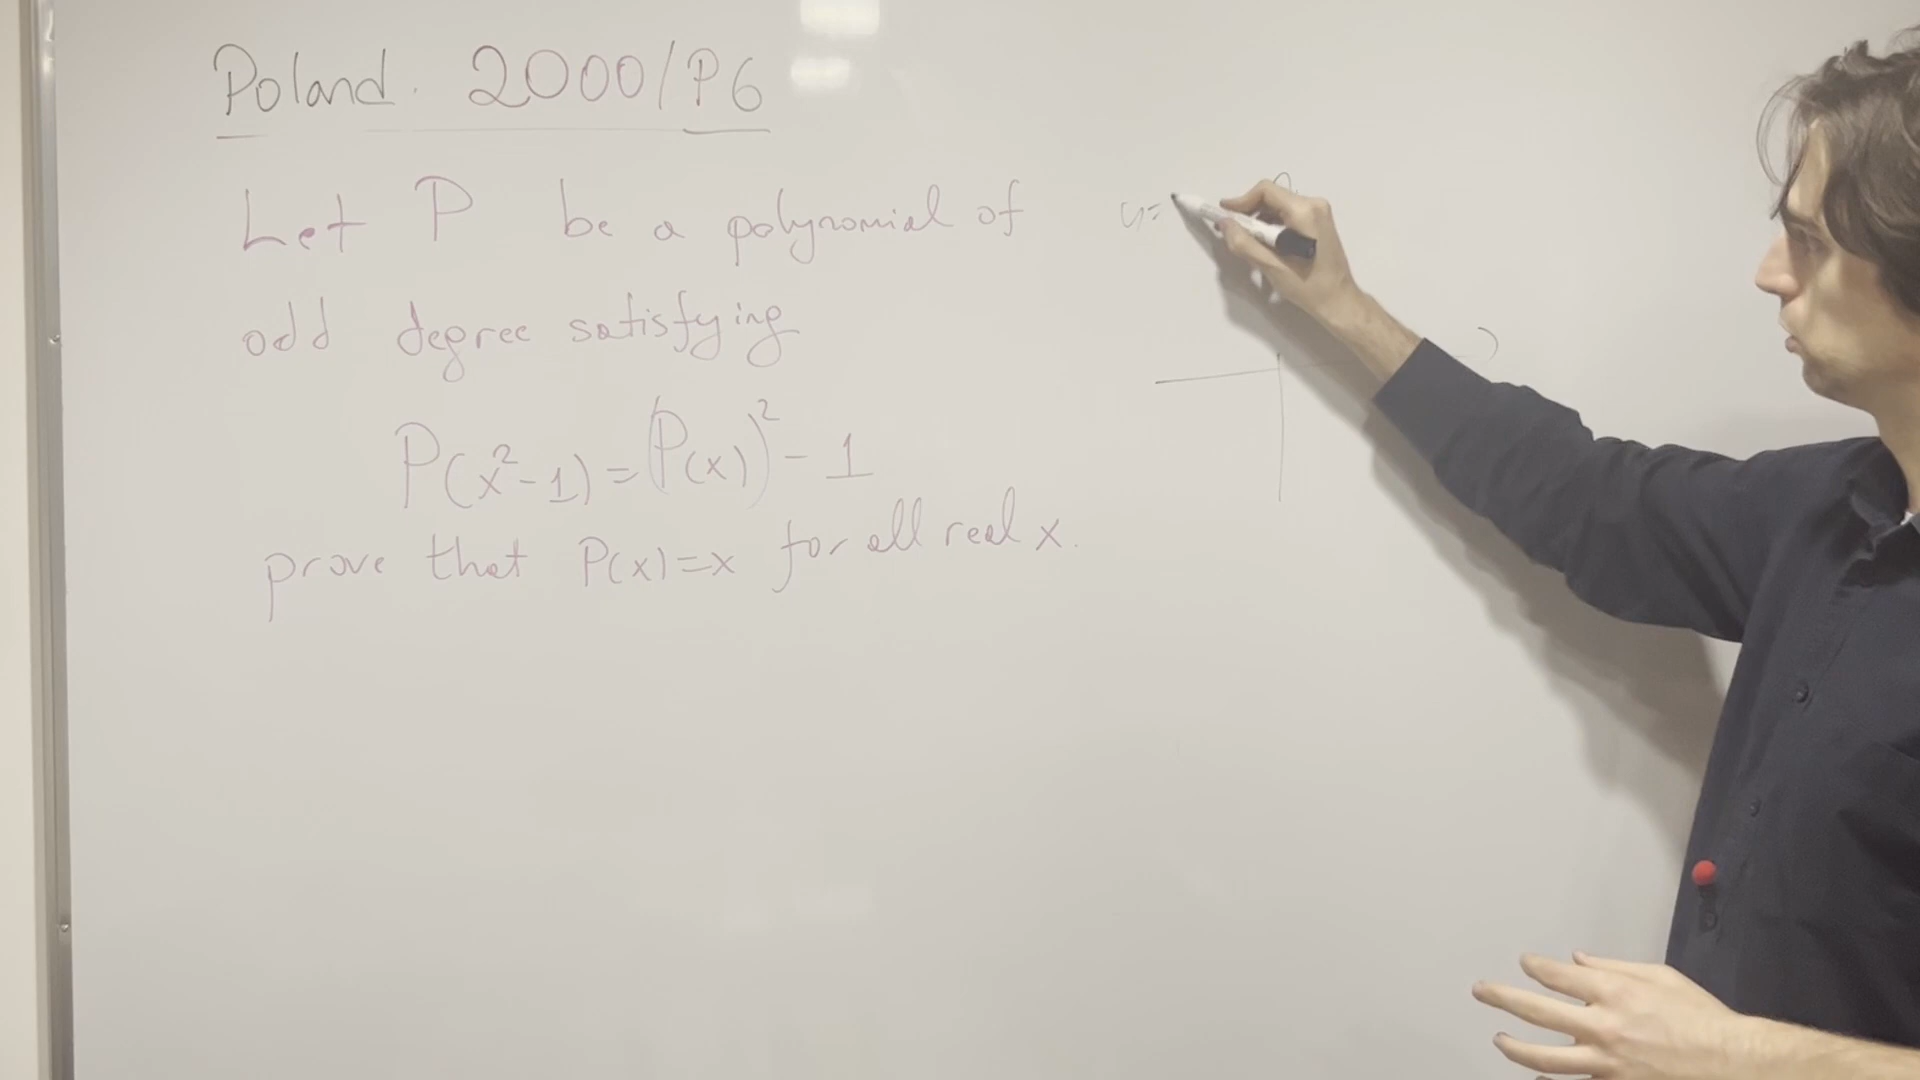 Poland. 2000/P6
Let P be a polynomial of
odd degree satisfying
P(x²-1)=(P(x))²-1
prove that P(x)=x for all real x.
y=